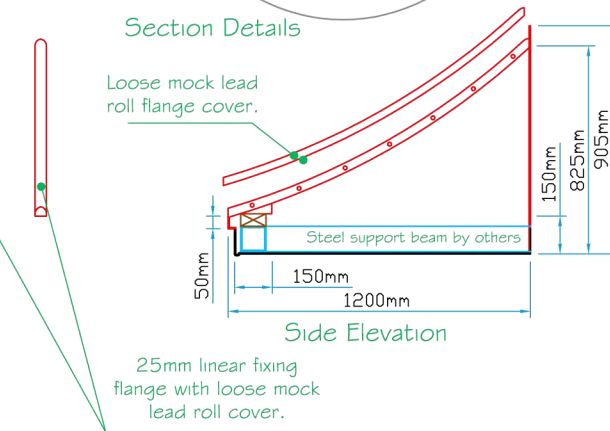 Section Details
Loose mock lead
roll flange cover.
Steel support beam by others
50mm
150mm
1200mm
150mm
825mm
905mm
Side Elevation
25mm linear fixing
flange with loose mock
lead roll cover.